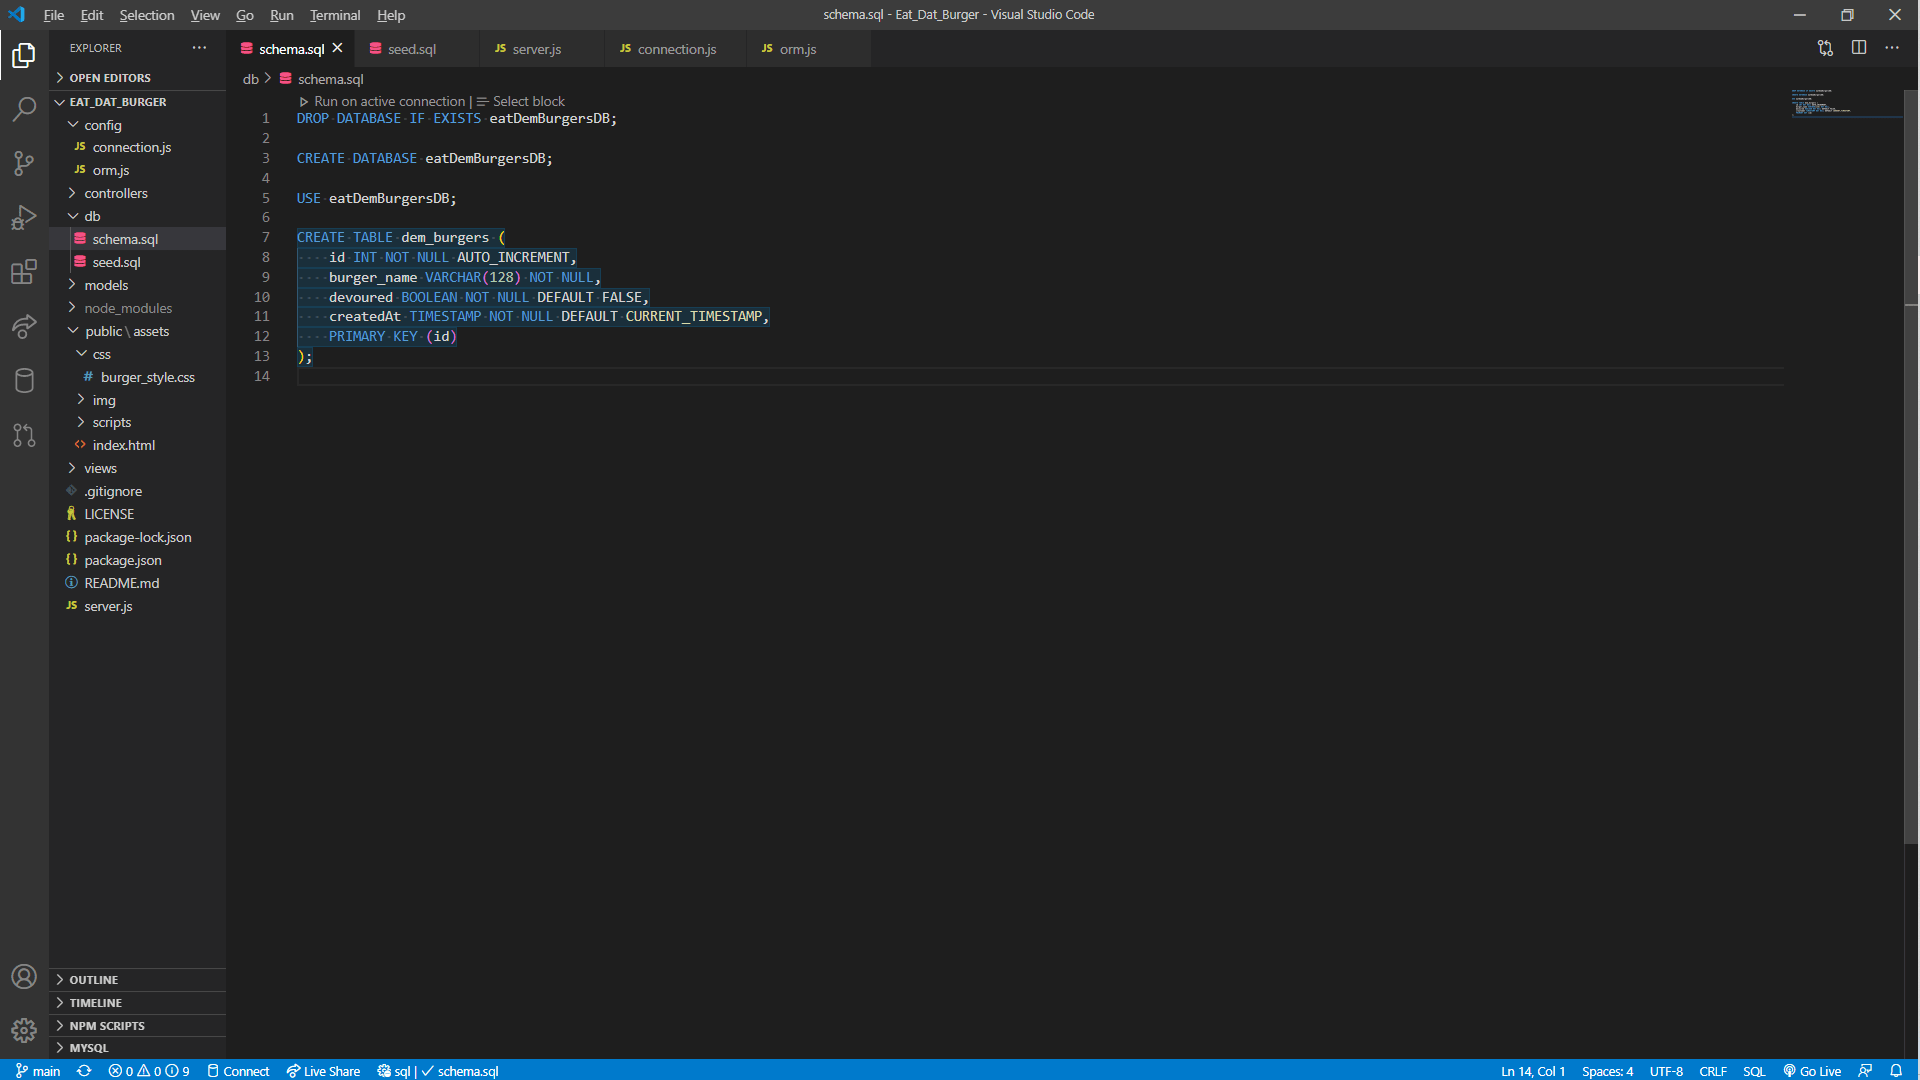 File Edit Selection View Go Run Terminal Help
schema.sql - Eat_Dat_Burger - Visual Studio Code
EXPLORER
OPEN EDITORS
EAT_DAT_BURGER
config
JS connection.js
JS orm.js
controllers
db
schema.sql
seed.sql
models
node_modules
public \ assets
css
# burger_style.css
img
scripts
<> index.html
views
.gitignore
LICENSE
{} package-lock.json
{} package.json
README.md
JS server.js
OUTLINE
TIMELINE
NPM SCRIPTS
MYSQL
schema.sql seed.sql JS server.js JS connection.js JS orm.js
db > schema.sql
Run on active connection | Select block
1 DROP DATABASE IF EXISTS eatDemBurgersDB;
2
3 CREATE DATABASE eatDemBurgersDB;
4
5 USE eatDemBurgersDB;
6
7 CREATE TABLE dem_burgers (
8 id INT NOT NULL AUTO_INCREMENT,
9 burger_name VARCHAR(128) NOT NULL,
10 devoured BOOLEAN NOT NULL DEFAULT FALSE,
11 createdAt TIMESTAMP NOT NULL DEFAULT CURRENT_TIMESTAMP,
12 PRIMARY KEY (id)
13 );
14
main 0 0 9 Connect Live Share sql | schema.sql
Ln 14, Col 1 Spaces: 4 UTF-8 CRLF SQL Go Live